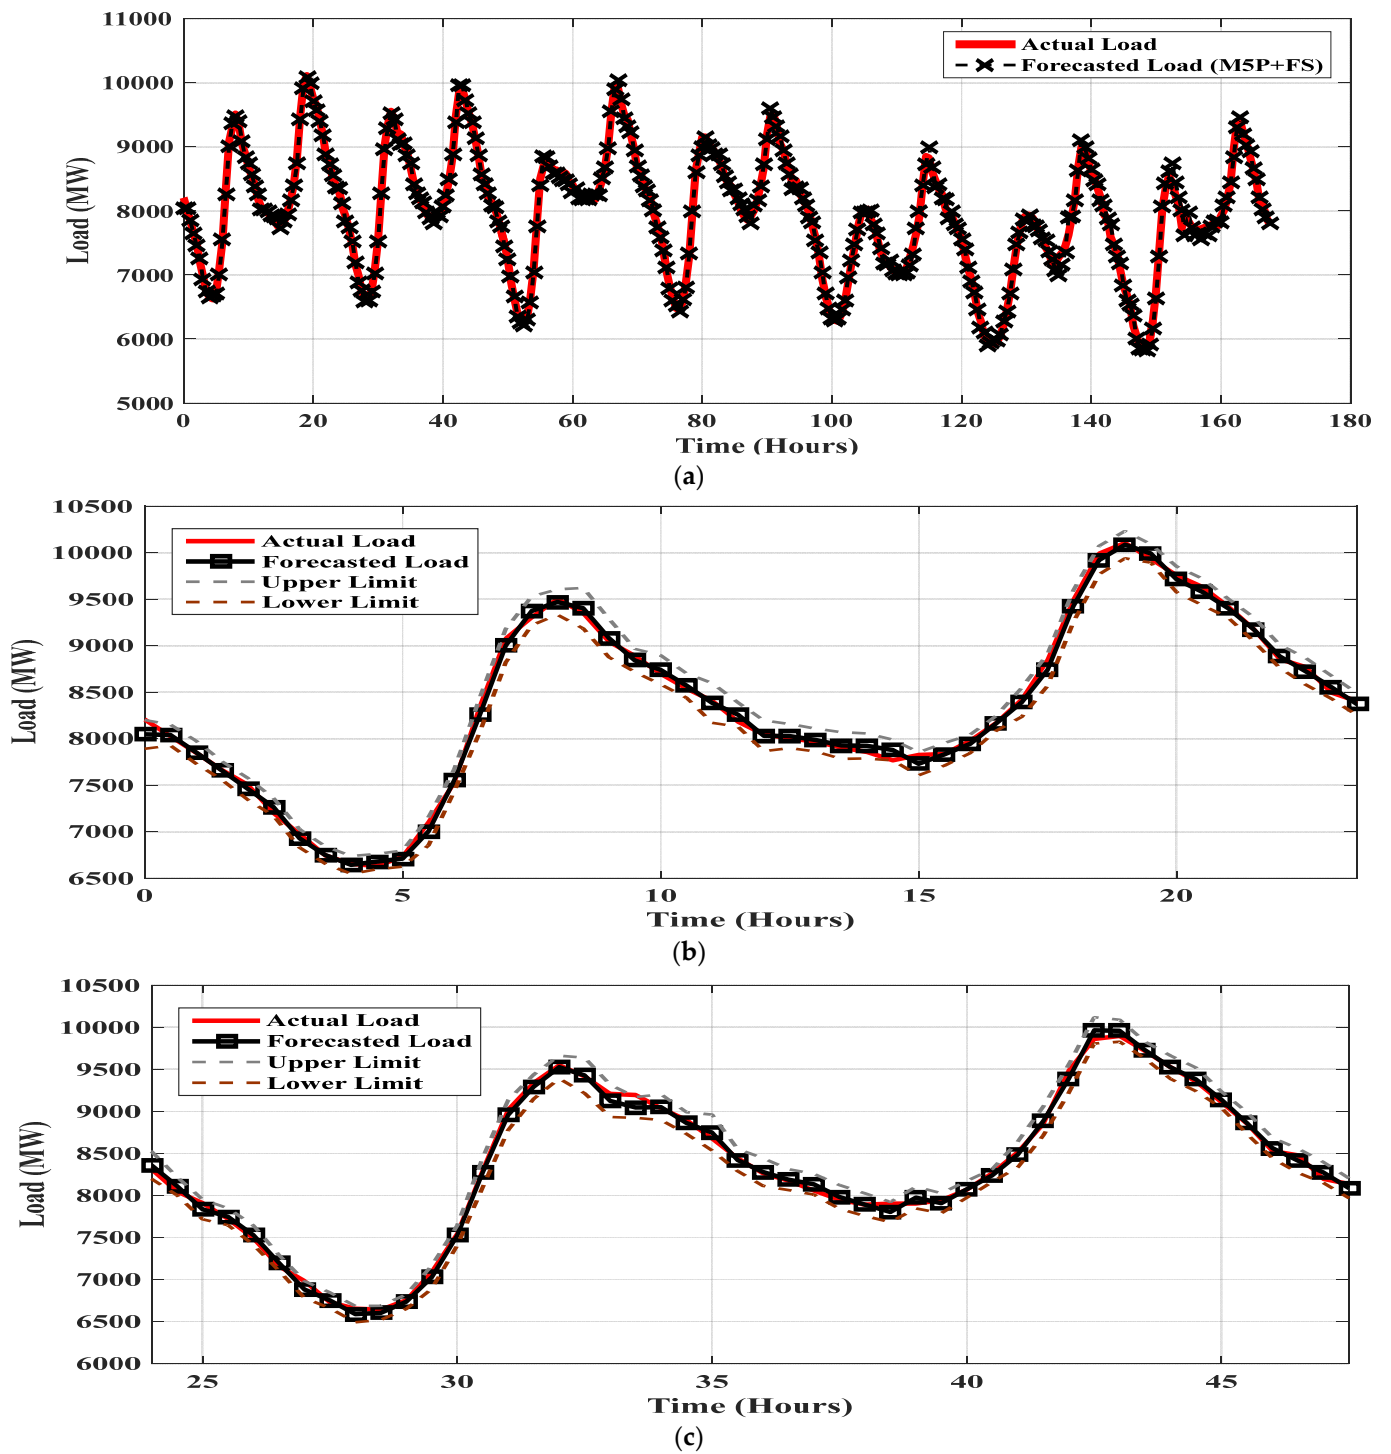 11000
10000
9000
8000
7000
6000
5000
Load (MW)
Actual Load
Forecasted Load (M5P+FS)
0 20 40 60 80 100 120 140 160 180
Time (Hours)
(a)
10500
10000
9500
9000
8500
8000
7500
7000
6500
Load (MW)
Actual Load
Forecasted Load
Upper Limit
Lower Limit
0 5 10 15 20
Time (Hours)
(b)
10500
10000
9500
9000
8500
8000
7500
7000
6500
6000
Load (MW)
Actual Load
Forecasted Load
Upper Limit
Lower Limit
25 30 35 40 45
Time (Hours)
(c)